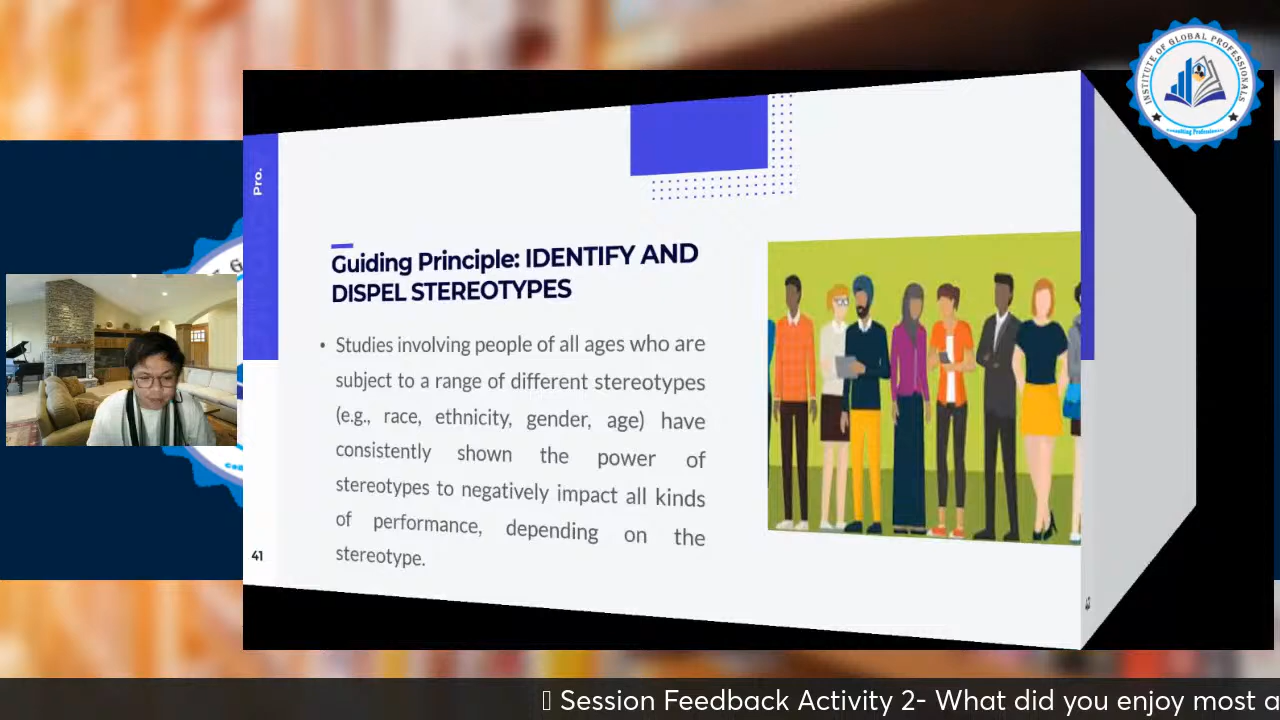 INSTITUTE OF GLOBAL PROFESSIONALS
Consulting Professionals
Pro.
Guiding Principle: IDENTIFY AND
DISPEL STEREOTYPES
• Studies involving people of all ages who are
subject to a range of different stereotypes
(e.g., race, ethnicity, gender, age) have
consistently shown the power of
stereotypes to negatively impact all kinds
of performance, depending on the
stereotype.
41
Session Feedback Activity 2- What did you enjoy most a